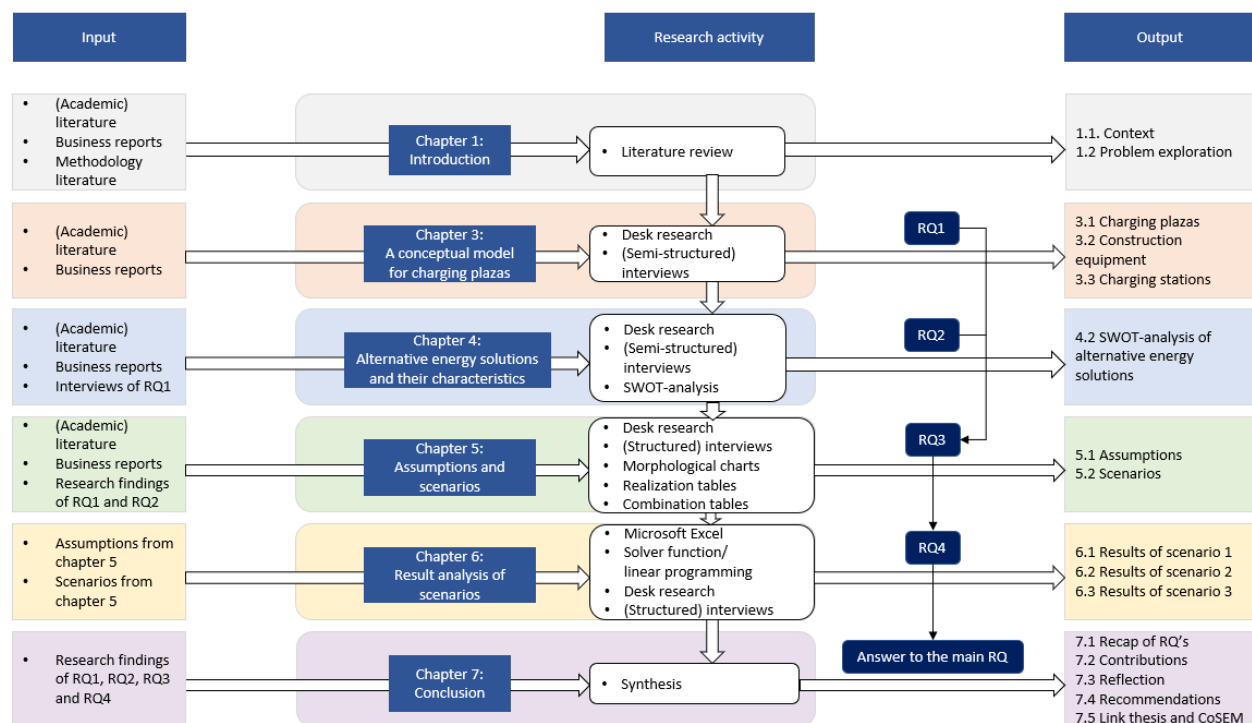 Input
Research activity
Output
• (Academic)
literature
• Business reports
• Methodology
literature
Chapter 1:
Introduction
• Literature review
1.1. Context
1.2 Problem exploration
• (Academic)
literature
• Business reports
Chapter 3:
A conceptual model
for charging plazas
• Desk research
• (Semi-structured)
interviews
RQ1
3.1 Charging plazas
3.2 Construction
equipment
3.3 Charging stations
• (Academic)
literature
• Business reports
• Interviews of RQ1
Chapter 4:
Alternative energy solutions
and their characteristics
• Desk research
• (Semi-structured)
interviews
• SWOT-analysis
RQ2
4.2 SWOT-analysis of
alternative energy
solutions
• (Academic)
literature
• Business reports
• Research findings
of RQ1 and RQ2
Chapter 5:
Assumptions and
scenarios
• Desk research
• (Structured) interviews
• Morphological charts
• Realization tables
• Combination tables
RQ3
5.1 Assumptions
5.2 Scenarios
• Assumptions from
chapter 5
• Scenarios from
chapter 5
Chapter 6:
Result analysis of
scenarios
• Microsoft Excel
• Solver function/
linear programming
• Desk research
• (Structured) interviews
RQ4
6.1 Results of scenario 1
6.2 Results of scenario 2
6.3 Results of scenario 3
• Research findings
of RQ1, RQ2, RQ3
and RQ4
Chapter 7:
Conclusion
• Synthesis
Answer to the main RQ
7.1 Recap of RQ's
7.2 Contributions
7.3 Reflection
7.4 Recommendations
7.5 Link thesis and CoSEM